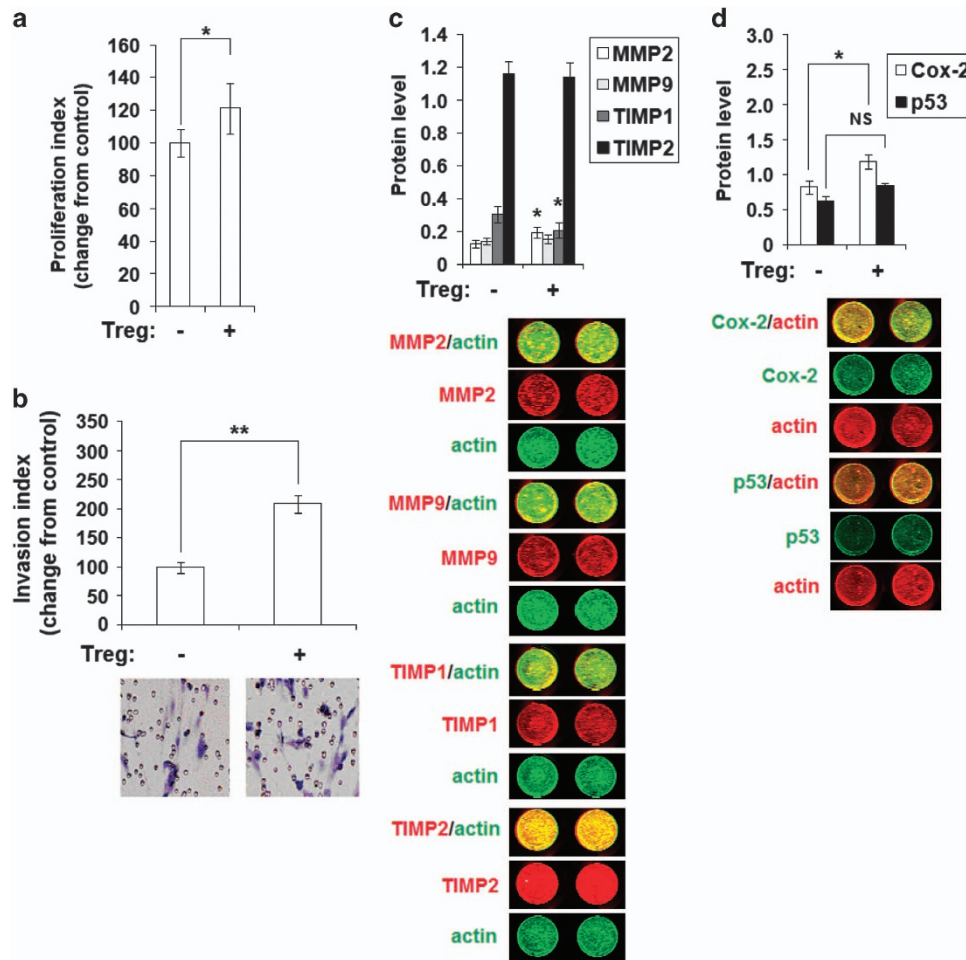 a
*
160
140
120
100
80
60
40
20
0
Proliferation index
(change from control)
Treg: - +
b
**
350
300
250
200
150
100
50
0
Invasion index
(change from control)
Treg: - +
c
1.4
1.2
1.0
0.8
0.6
0.4
0.2
0
Protein level
MMP2
MMP9
TIMP1
TIMP2
* *
Treg: - +
MMP2/actin
MMP2
actin
MMP9/actin
MMP9
actin
TIMP1/actin
TIMP1
actin
TIMP2/actin
TIMP2
actin
d
3.0
2.5
2.0
1.5
1.0
0.5
0
Protein level
*
NS
Cox-2
p53
Treg: - +
Cox-2/actin
Cox-2
actin
p53/actin
p53
actin